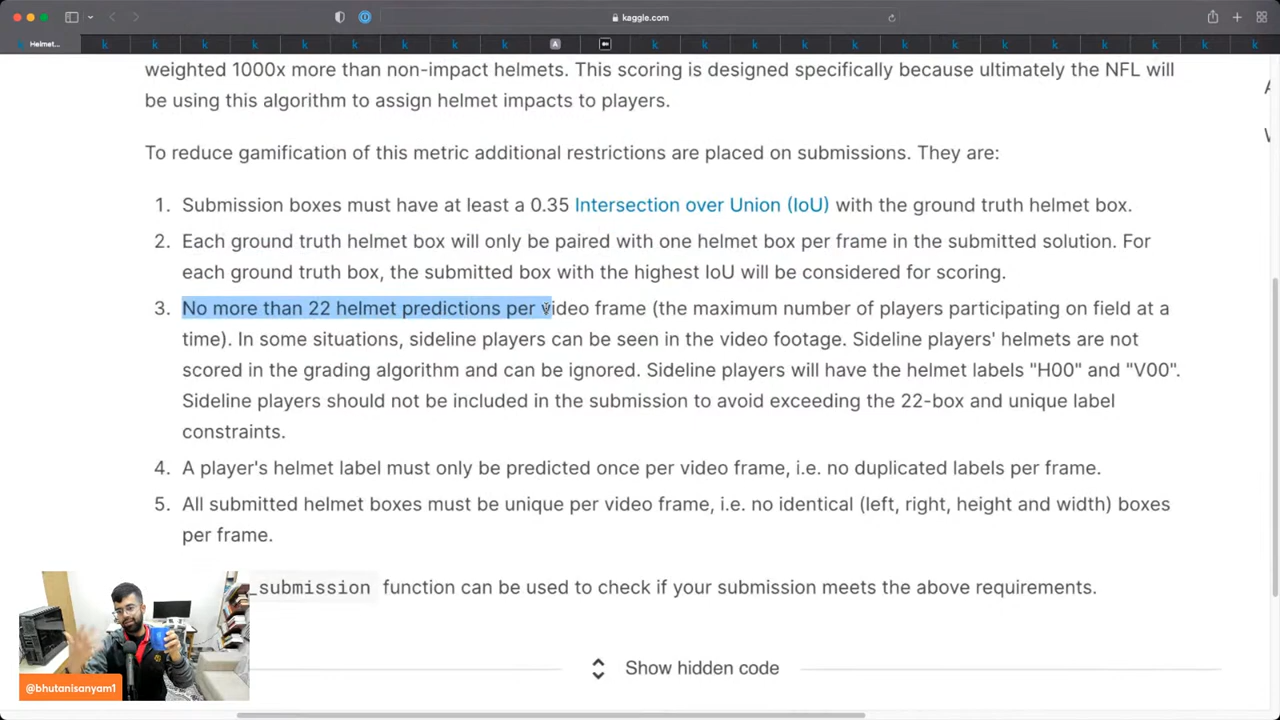 kaggle.com
Helmet...
weighted 1000x more than non-impact helmets. This scoring is designed specifically because ultimately the NFL will
be using this algorithm to assign helmet impacts to players.
To reduce gamification of this metric additional restrictions are placed on submissions. They are:
1. Submission boxes must have at least a 0.35 Intersection over Union (IoU) with the ground truth helmet box.
2. Each ground truth helmet box will only be paired with one helmet box per frame in the submitted solution. For
each ground truth box, the submitted box with the highest IoU will be considered for scoring.
3. No more than 22 helmet predictions per video frame (the maximum number of players participating on field at a
time). In some situations, sideline players can be seen in the video footage. Sideline players' helmets are not
scored in the grading algorithm and can be ignored. Sideline players will have the helmet labels "H00" and "V00".
Sideline players should not be included in the submission to avoid exceeding the 22-box and unique label
constraints.
4. A player's helmet label must only be predicted once per video frame, i.e. no duplicated labels per frame.
5. All submitted helmet boxes must be unique per video frame, i.e. no identical (left, right, height and width) boxes
per frame.
_submission function can be used to check if your submission meets the above requirements.
Show hidden code
@bhutanisanyam1